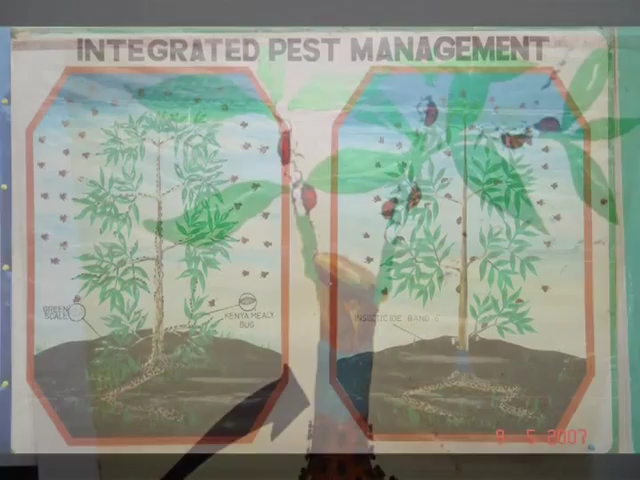 INTEGRATED PEST MANAGEMENT
GREEN
SCALE
KENYA MEALY
BUG
INSECTICIDE BAND
9 5 2007